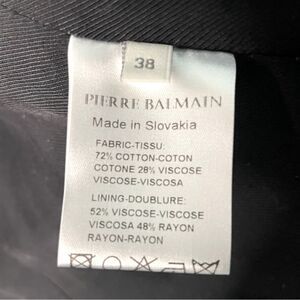 38
PIERRE BALMAIN
Made in Slovakia
FABRIC-TISSU:
72% COTTON-COTON
COTONE 28% VISCOSE
VISCOSE-VISCOSA
LINING-DOUBLURE:
52% VISCOSE-VISCOSE
VISCOSA 48% RAYON
RAYON-RAYON